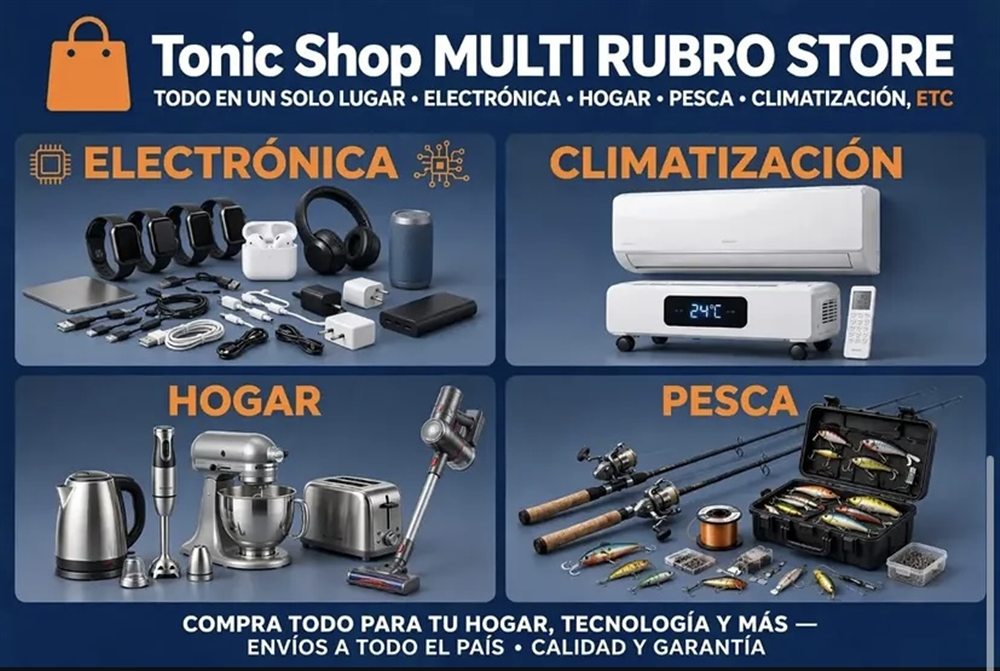 Tonic Shop MULTI RUBRO STORE
TODO EN UN SOLO LUGAR • ELECTRÓNICA • HOGAR • PESCA • CLIMATIZACIÓN, ETC
ELECTRÓNICA
CLIMATIZACIÓN
24°C
HOGAR
PESCA
COMPRA TODO PARA TU HOGAR, TECNOLOGÍA Y MÁS —
ENVÍOS A TODO EL PAÍS • CALIDAD Y GARANTÍA